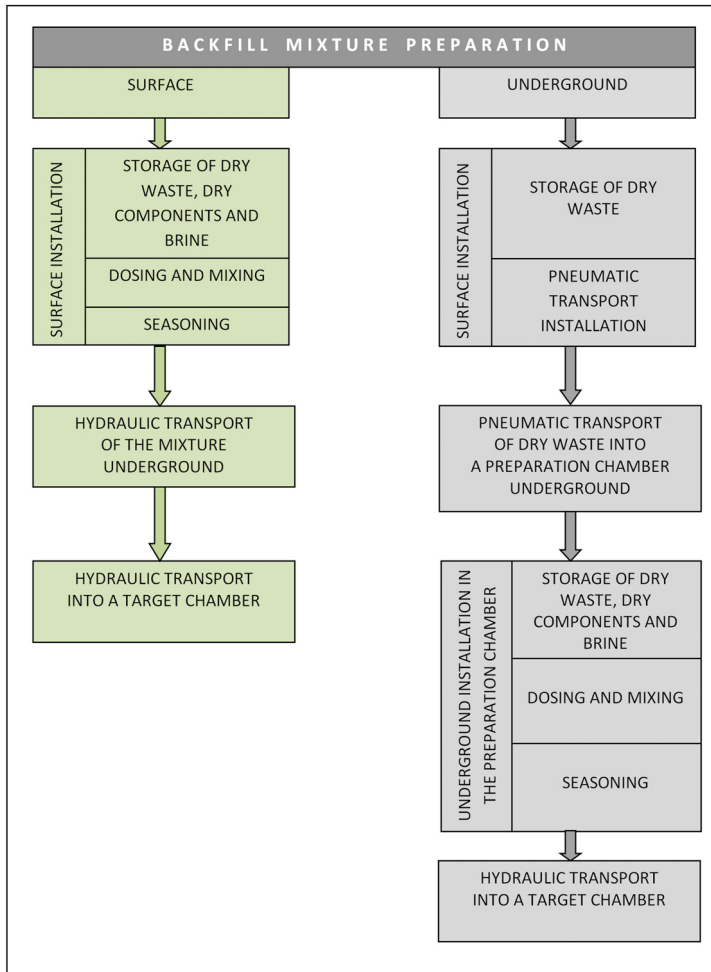 BACKFILL MIXTURE PREPARATION
SURFACE
SURFACE INSTALLATION
STORAGE OF DRY
WASTE, DRY
COMPONENTS AND
BRINE
DOSING AND MIXING
SEASONING
HYDRAULIC TRANSPORT
OF THE MIXTURE
UNDERGROUND
HYDRAULIC TRANSPORT
INTO A TARGET CHAMBER
UNDERGROUND
SURFACE INSTALLATION
STORAGE OF DRY
WASTE
PNEUMATIC
TRANSPORT
INSTALLATION
PNEUMATIC TRANSPORT
OF DRY WASTE INTO
A PREPARATION CHAMBER
UNDERGROUND
UNDERGROUND INSTALLATION IN
THE PREPARATION CHAMBER
STORAGE OF DRY
WASTE, DRY
COMPONENTS AND
BRINE
DOSING AND MIXING
SEASONING
HYDRAULIC TRANSPORT
INTO A TARGET CHAMBER